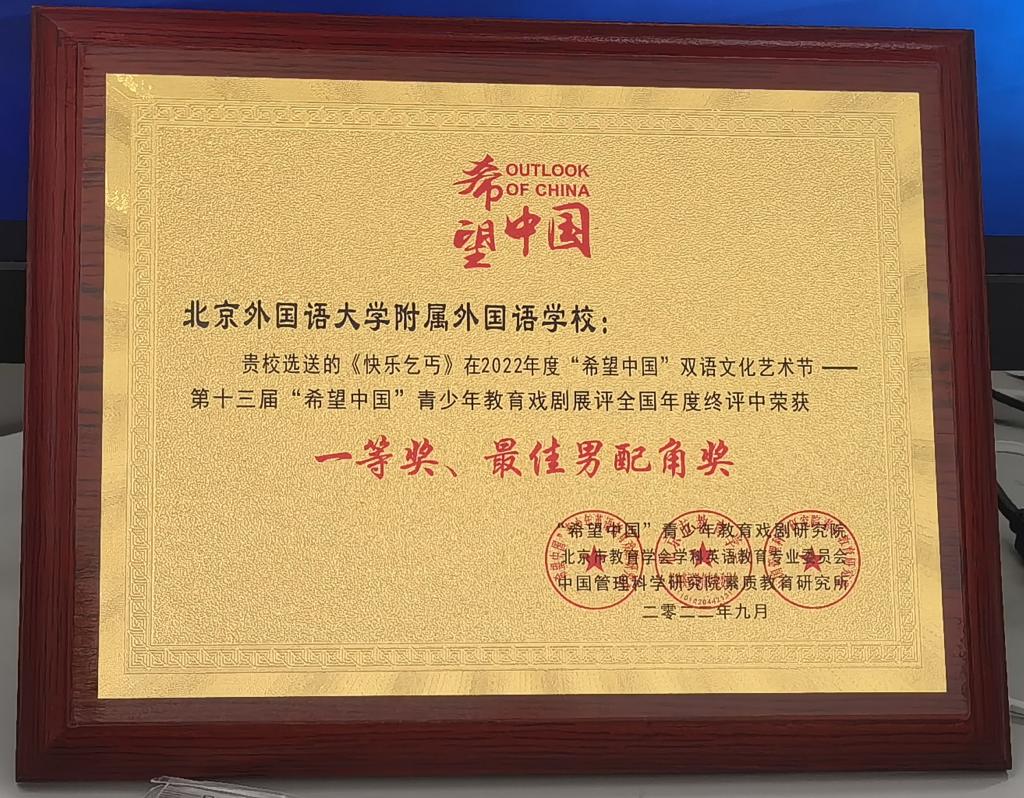 希望中国
OUTLOOK
OF CHINA
北京外国语大学附属外国语学校：
贵校选送的《快乐乞丐》在2022年度“希望中国”双语文化艺术节——
第十三届“希望中国”青少年教育戏剧展评全国年度终评中荣获
一等奖、最佳男配角奖
“希望中国”青少年教育戏剧研究院
北京市教育学会学科英语教育专业委员会
中国管理科学研究院素质教育研究所
二零二二年九月